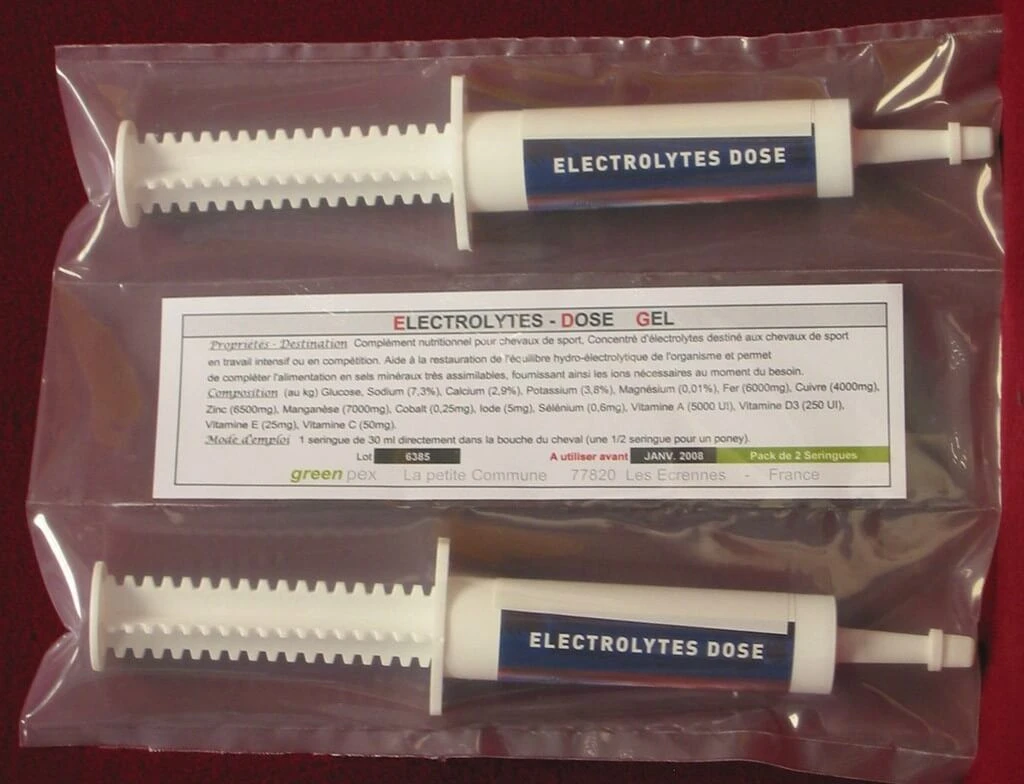 ELECTROLYTES DOSE
ELECTROLYTES - DOSE GEL
Propriétés - Destination Complément nutritionnel pour chevaux de sport, Concentré d'électrolytes destiné aux chevaux de sport
en travail intensif ou en compétition. Aide à la restauration de l'équilibre hydro-électrolytique de l'organisme et permet
de compléter l'alimentation en sels minéraux très assimilables, fournissant ainsi les ions nécessaires au moment du besoin.
Composition (au kg) Glucose, Sodium (7,3%), Calcium (2,9%), Potassium (3,8%), Magnésium (0,01%), Fer (6000mg), Cuivre (4000mg),
Zinc (6500mg), Manganèse (7000mg), Cobalt (0,25mg), Iode (5mg), Sélénium (0,6mg), Vitamine A (5000 UI), Vitamine D3 (250 UI),
Vitamine E (25mg), Vitamine C (50mg).
Mode d'emploi 1 seringue de 30 ml directement dans la bouche du cheval (une 1/2 seringue pour un poney).
Lot 6385 A utiliser avant JANV. 2008 Pack de 2 Seringues
greenpex La petite Commune 77820 Les Ecrennes - France
ELECTROLYTES DOSE